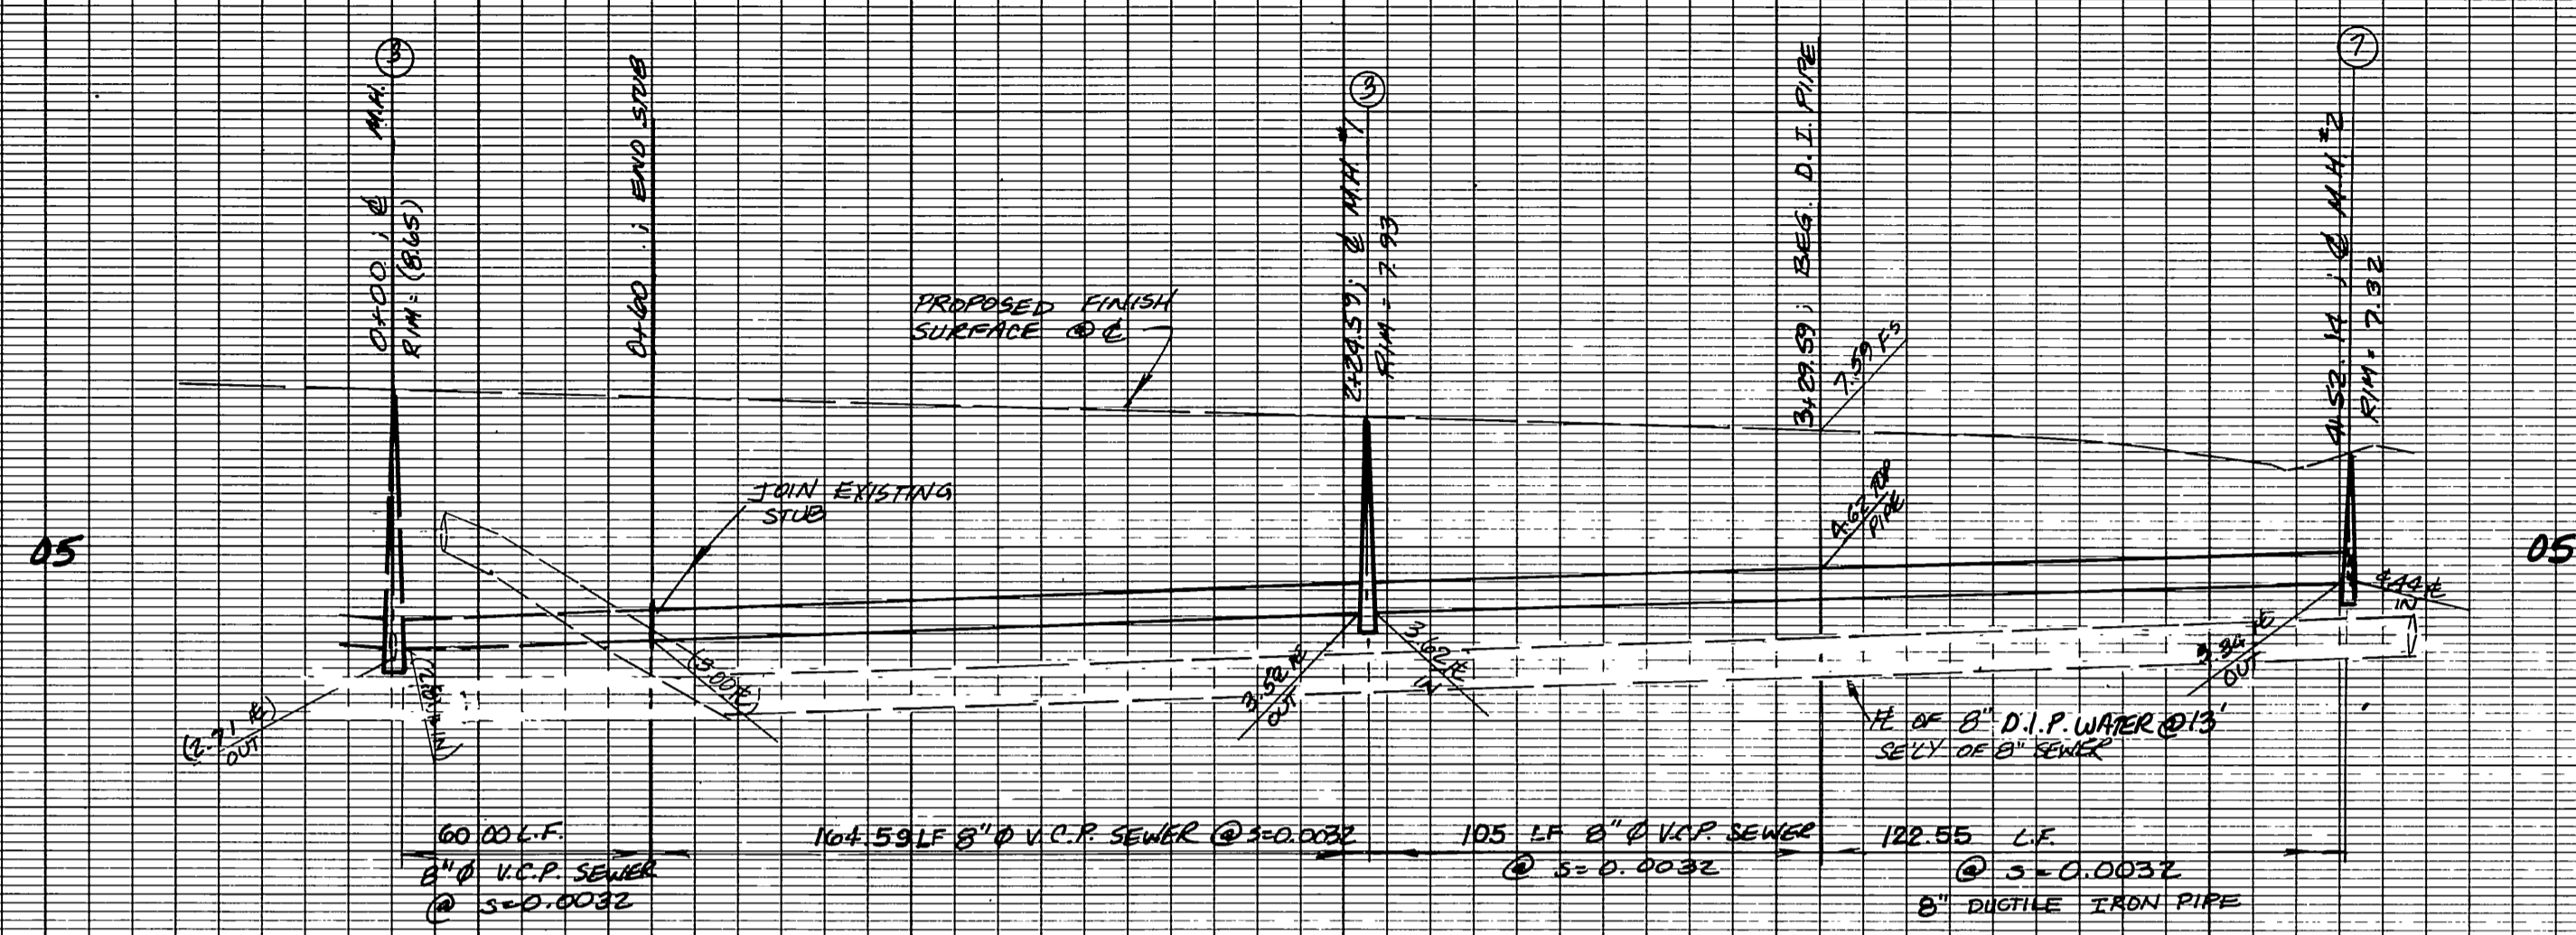 3
0+00 ; ℄ M.H.
RIM = (8.65)
0+60 ; END STUB
PROPOSED FINISH
SURFACE @ ℄
3
2+24.59; ℄ M.H. #1
RIM = 7.93
3+29.59; BEG. D.I. PIPE
7.59 FS
7
4+52.14 ; ℄ M.H. #2
RIM = 7.32
JOIN EXISTING
STUB
4.62 TOP
PIPE
05
05
(2.71 ℄)
OUT
IN)
(3.00 ℄)
3.52 ℄
OUT
3.62 ℄
IN
OUT
4.44 ℄
IN
℄ OF 8" D.I.P. WATER @ 13'
SE'LY OF 8" SEWER
60.00 L.F.
8" Ø V.C.P. SEWER
@ S=0.0032
164.59 LF 8" Ø V.C.P. SEWER @ S=0.0032
105 LF 8" Ø V.C.P. SEWER
@ S=0.0032
122.55 L.F.
@ S=0.0032
8" DUCTILE IRON PIPE